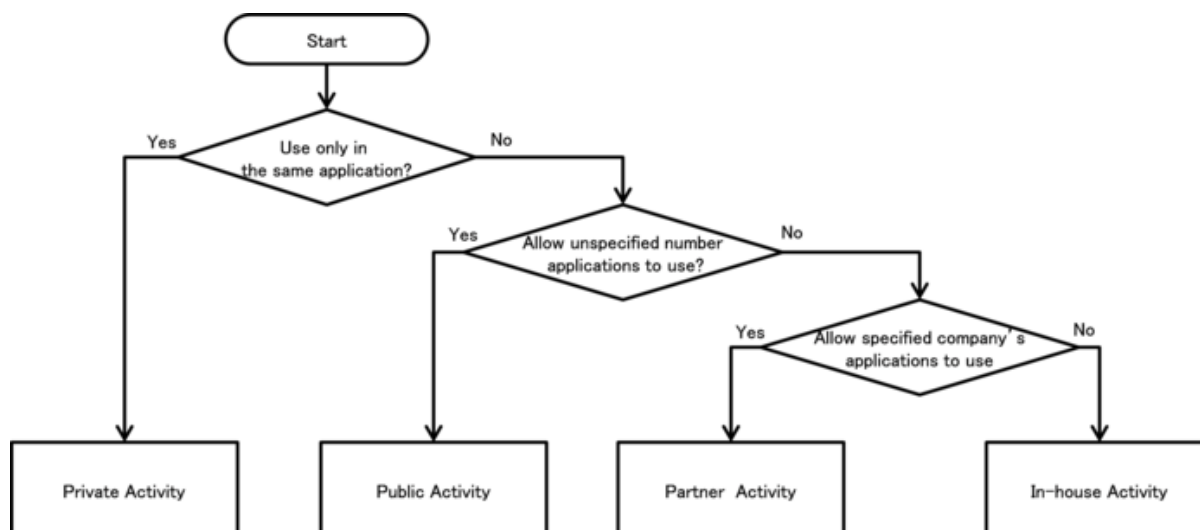 Start
Yes
No
Use only in
the same application?
Yes
No
Allow unspecified number
applications to use?
Yes
No
Allow specified company's
applications to use
Private Activity
Public Activity
Partner Activity
In-house Activity